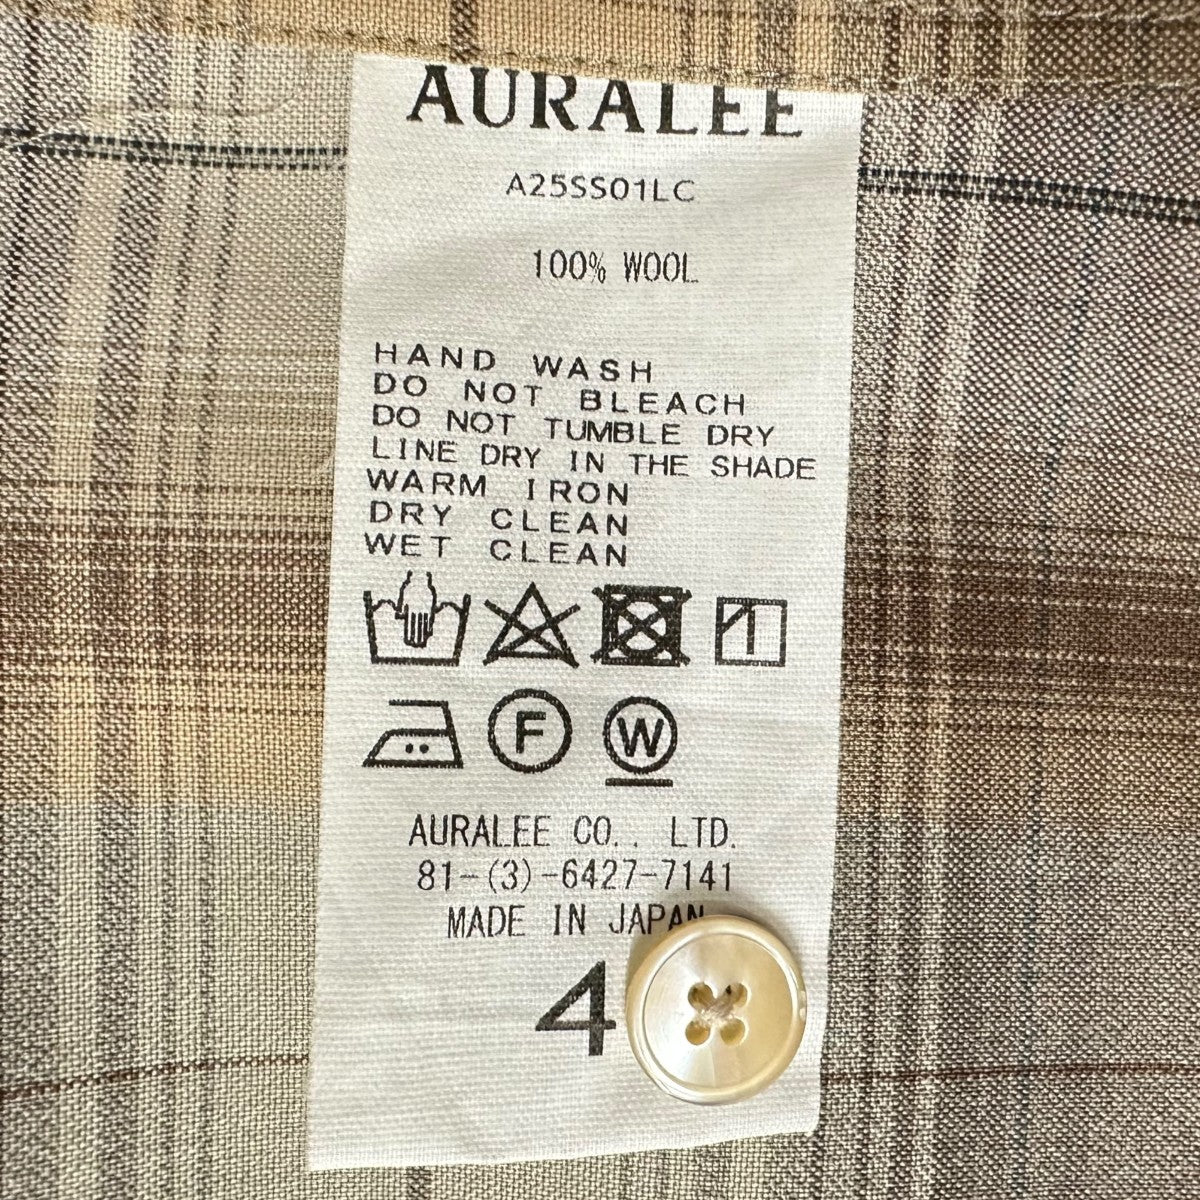 AURALEE
A25SS01LC
100% WOOL
HAND WASH
DO NOT BLEACH
DO NOT TUMBLE DRY
LINE DRY IN THE SHADE
WARM IRON
DRY CLEAN
WET CLEAN
F W
AURALEE CO., LTD.
81-(3)-6427-7141
MADE IN JAPAN
4